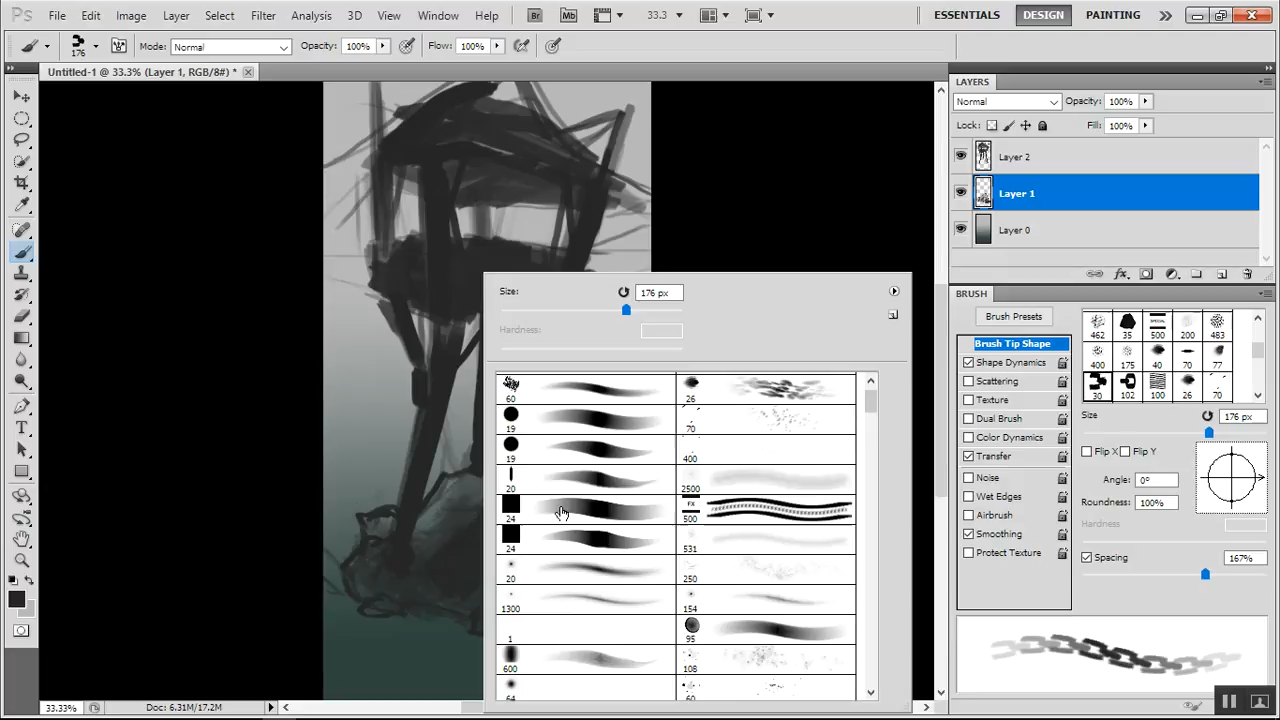 Ps File Edit Image Layer Select Filter Analysis 3D View Window Help Br Mb 33.3 ESSENTIALS DESIGN PAINTING
176 Mode: Normal Opacity: 100% Flow: 100%
Untitled-1 @ 33.3% (Layer 1, RGB/8#) *
LAYERS
Normal Opacity: 100%
Lock: Fill: 100%
Layer 2
Layer 1
Layer 0
BRUSH
Brush Presets
Brush Tip Shape
Shape Dynamics
Scattering
Texture
Dual Brush
Color Dynamics
Transfer
Noise
Wet Edges
Airbrush
Smoothing
Protect Texture
462 35 500 200 483
400 175 40 70 77
30 102 100 26 70
Size 176 px
Flip X Flip Y
Angle: 0°
Roundness: 100%
Hardness
Spacing 167%
Size: 176 px
Hardness:
60 26
19 70
19 400
20 2500
24 FX 500
24 531
20 250
1300 154
1 95
600 108
64 60
33.33% Doc: 6.31M/17.2M